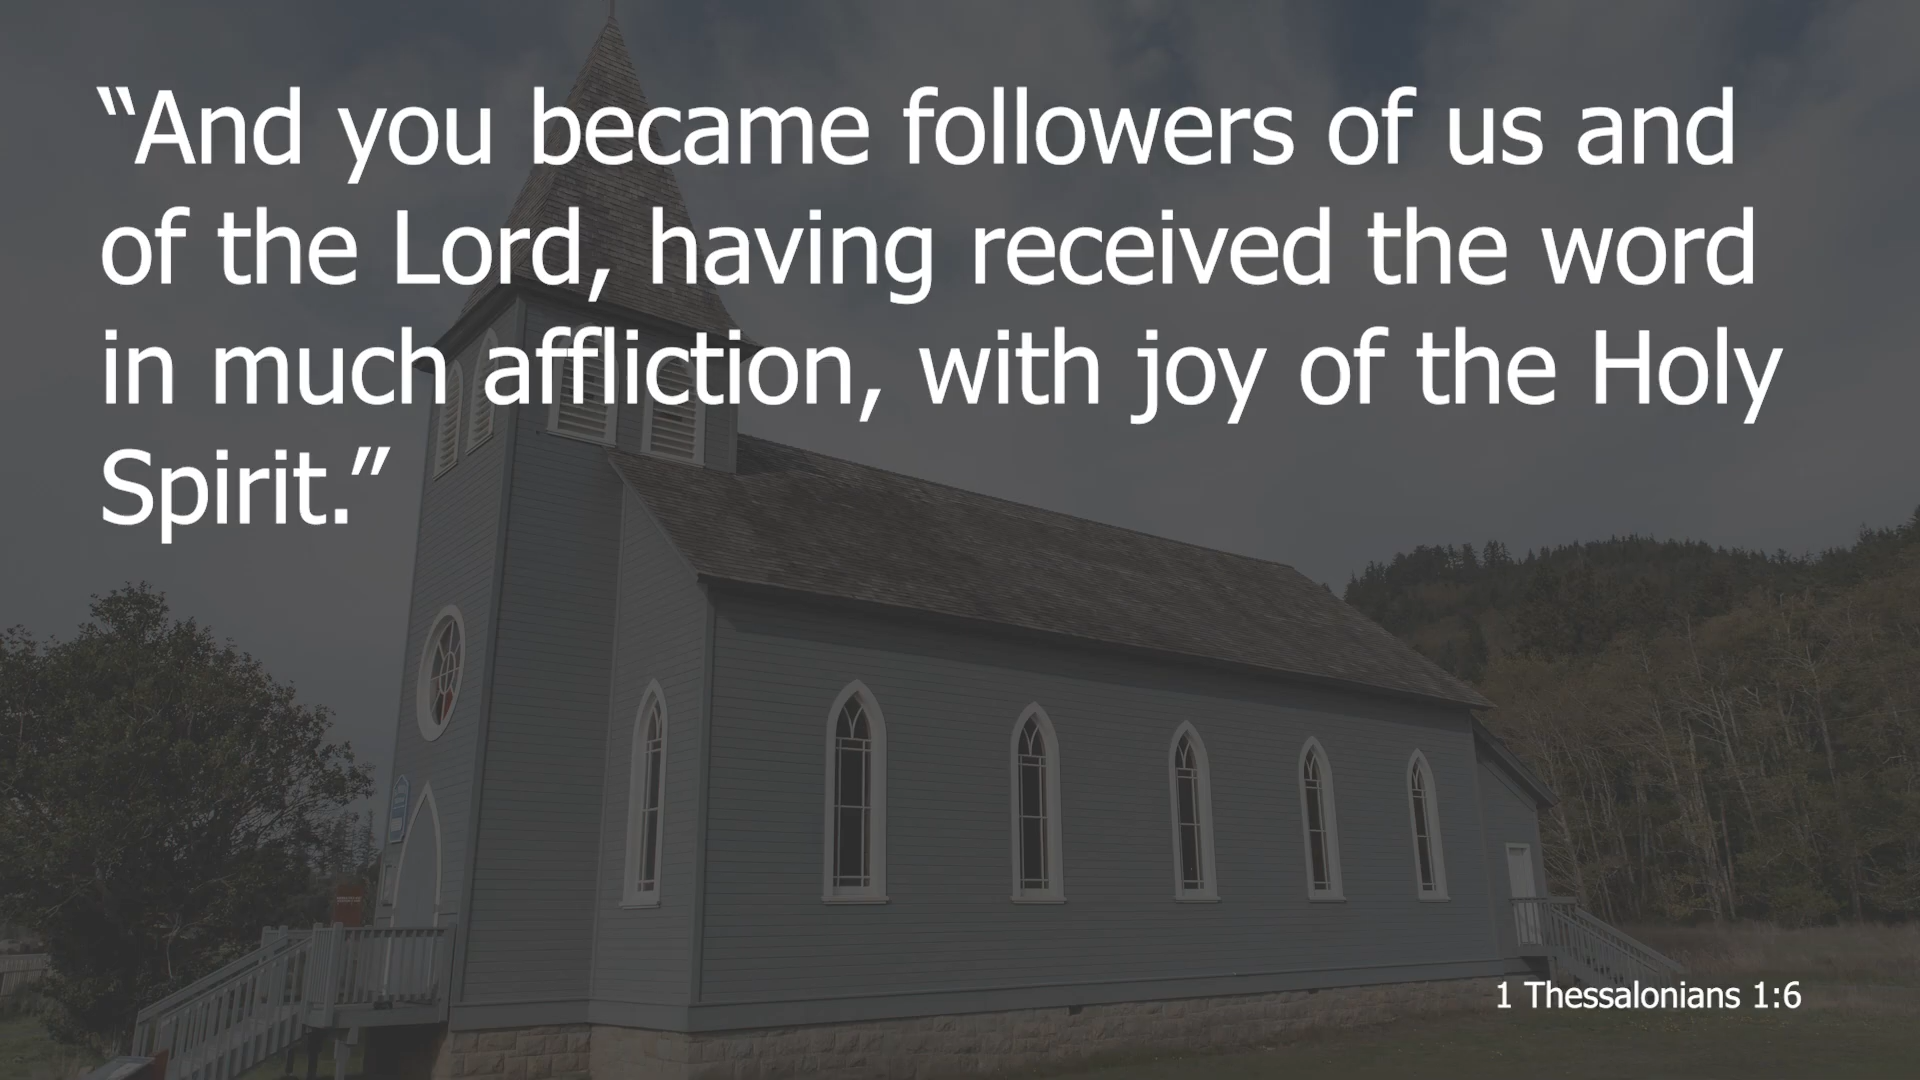 “And you became followers of us and
of the Lord, having received the word
in much affliction, with joy of the Holy
Spirit.”
1 Thessalonians 1:6